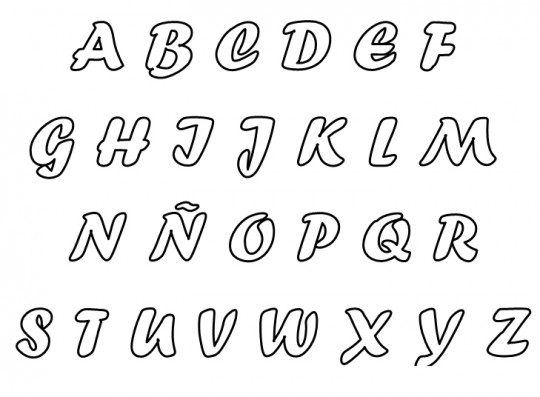 A B C D E F
G H I J K L M
N Ñ O P Q R
S T U V W X Y Z